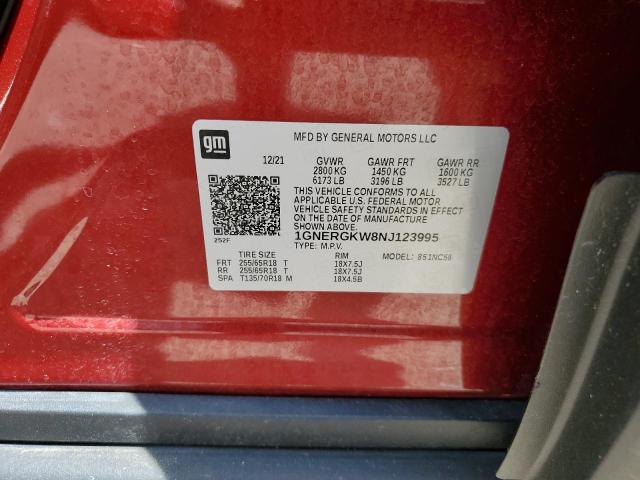 gm
MFD BY GENERAL MOTORS LLC
12/21 GVWR GAWR FRT GAWR RR
2800 KG 1450 KG 1600 KG
6173 LB 3196 LB 3527 LB
THIS VEHICLE CONFORMS TO ALL
APPLICABLE U.S. FEDERAL MOTOR
VEHICLE SAFETY STANDARDS IN
EFFECT ON THE DATE OF
MANUFACTURE SHOWN ABOVE.
252F
1GNERGKW8NJ123995
TYPE: M.P.V. MODEL:
TIRE SIZE RIM
FRT 255/65R18 T 18X7.5J
RR 255/65R18 T 18X7.5J
SPA T135/70R18 M 18X4.5B